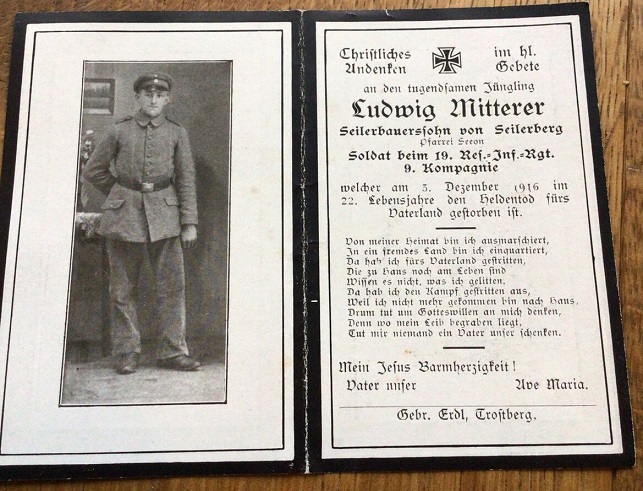 Christliches Andenken im hl. Gebete
an den tugendsamen Jüngling
Ludwig Mitterer
Seilerbauerssohn von Seilerberg
Pfarrei Seeon
Soldat beim 19. Res.-Inf.-Rgt.
9. Kompagnie
welcher am 3. Dezember 1916 im
22. Lebensjahre den Heldentod fürs
Vaterland gestorben ist.
Von meiner Heimat bin ich ausmarschiert,
In ein fremdes Land bin ich einquartiert,
Da hab ich fürs Vaterland gestritten,
Die zu Haus noch am Leben sind
Wissen es nicht, was ich gelitten.
Da hab ich den Kampf gestritten aus,
Weil ich nicht mehr gekommen bin nach Haus,
Drum tut um Gotteswillen an mich denken,
Denn wo mein Leib begraben liegt,
Tut mir niemand ein Vater unser schenken.
Mein Jesus Barmherzigkeit!
Vater unser Ave Maria.
Gebr. Erdl, Trostberg.